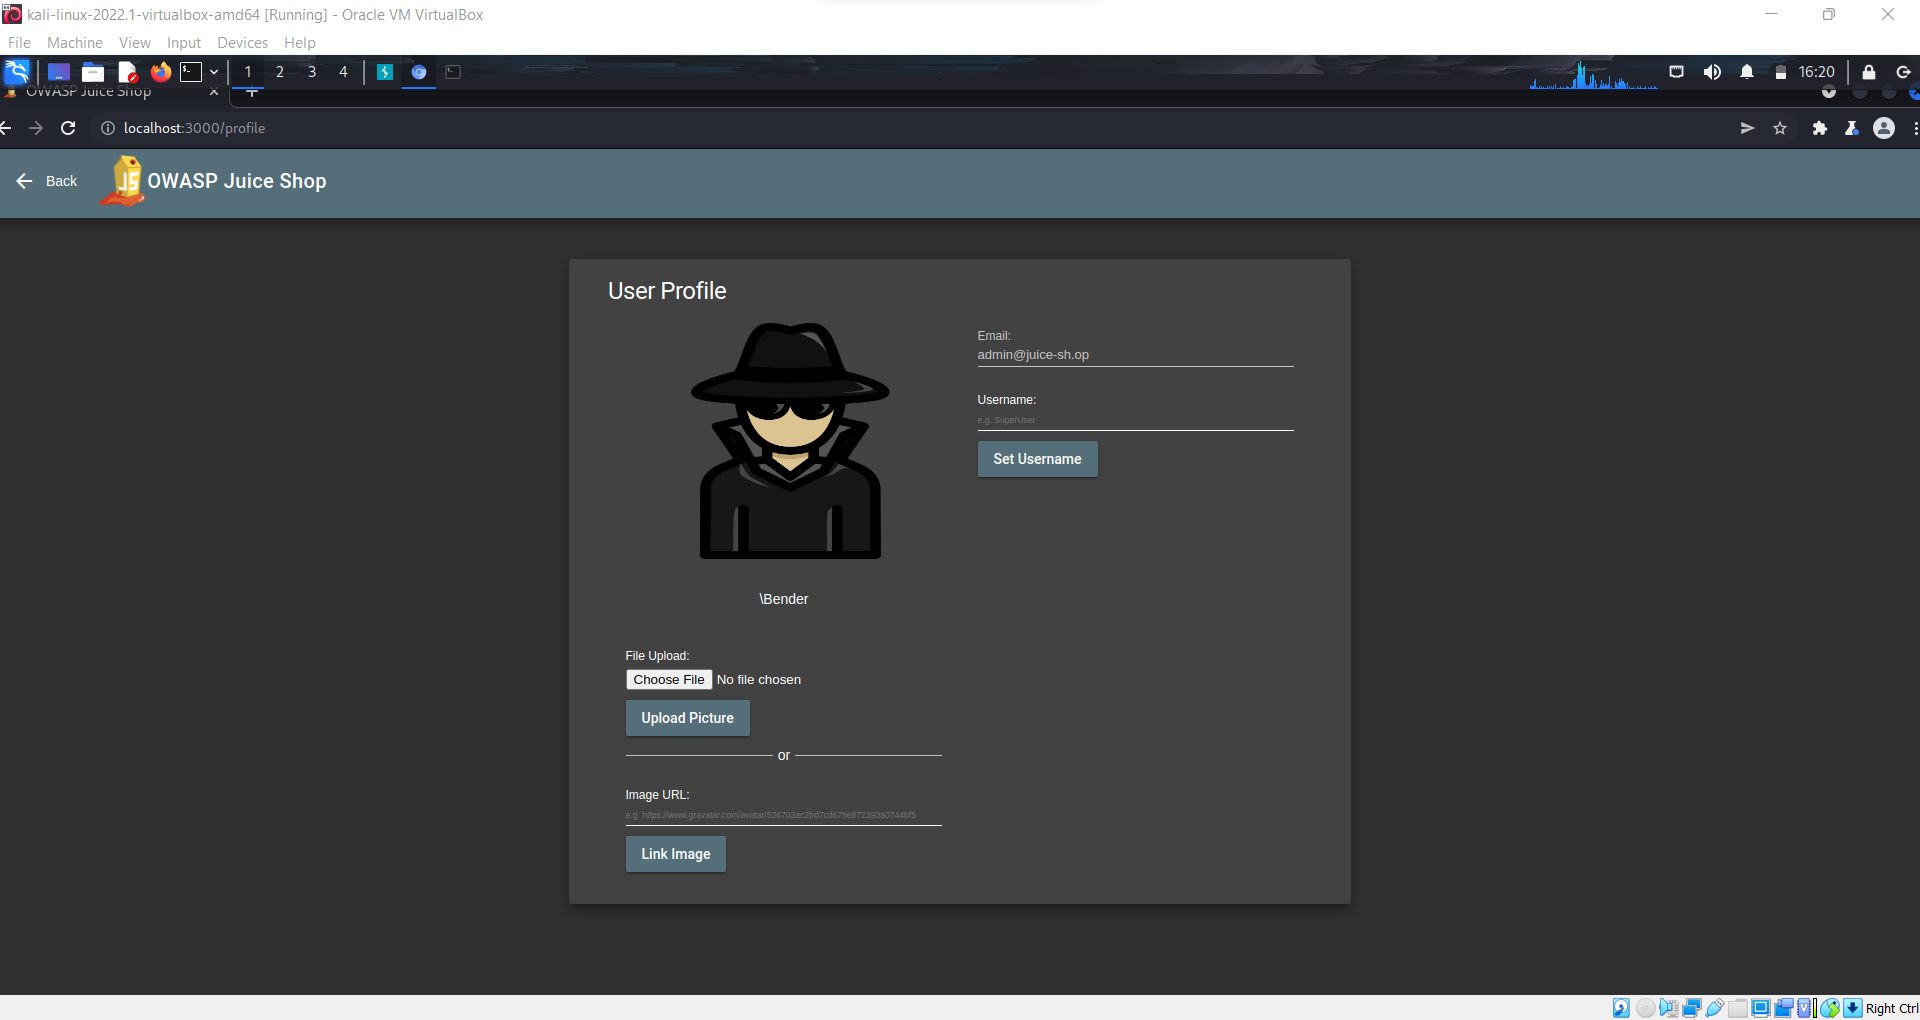 kali-linux-2022.1-virtualbox-amd64 [Running] - Oracle VM VirtualBox
File Machine View Input Devices Help
1 2 3 4 16:20
OWASP Juice Shop
localhost:3000/profile
Back OWASP Juice Shop
User Profile
Email:
admin@juice-sh.op
Username:
e.g. SuperUser
Set Username
\Bender
File Upload:
Choose File No file chosen
Upload Picture
or
Image URL:
e.g. https://www.gravatar.com/avatar/526703ac2bd7cd675e872393a0744bf5
Link Image
Right Ctrl